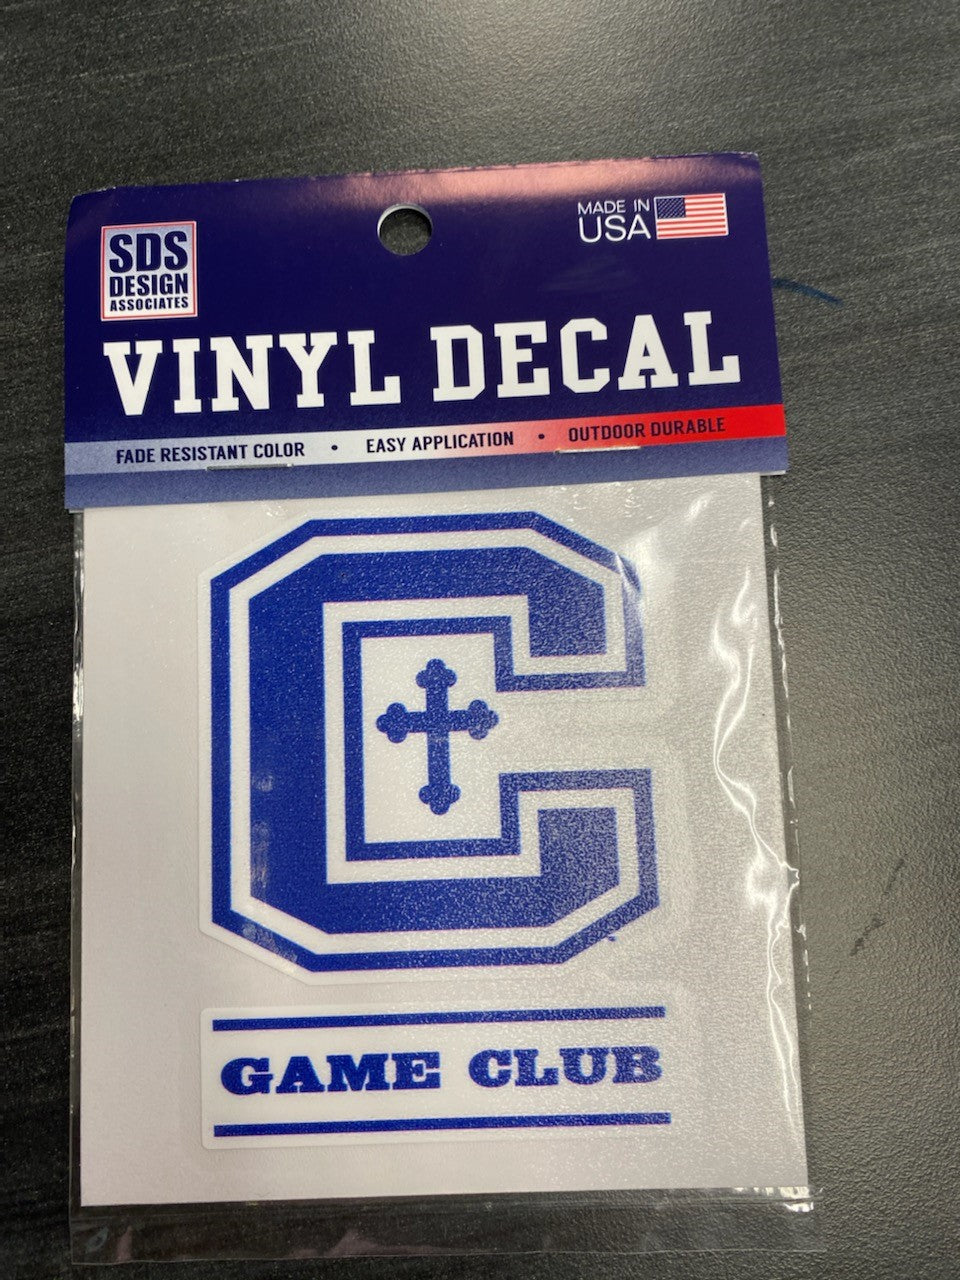 SDS
DESIGN
ASSOCIATES
MADE IN
USA
VINYL DECAL
FADE RESISTANT COLOR • EASY APPLICATION • OUTDOOR DURABLE
C
GAME CLUB